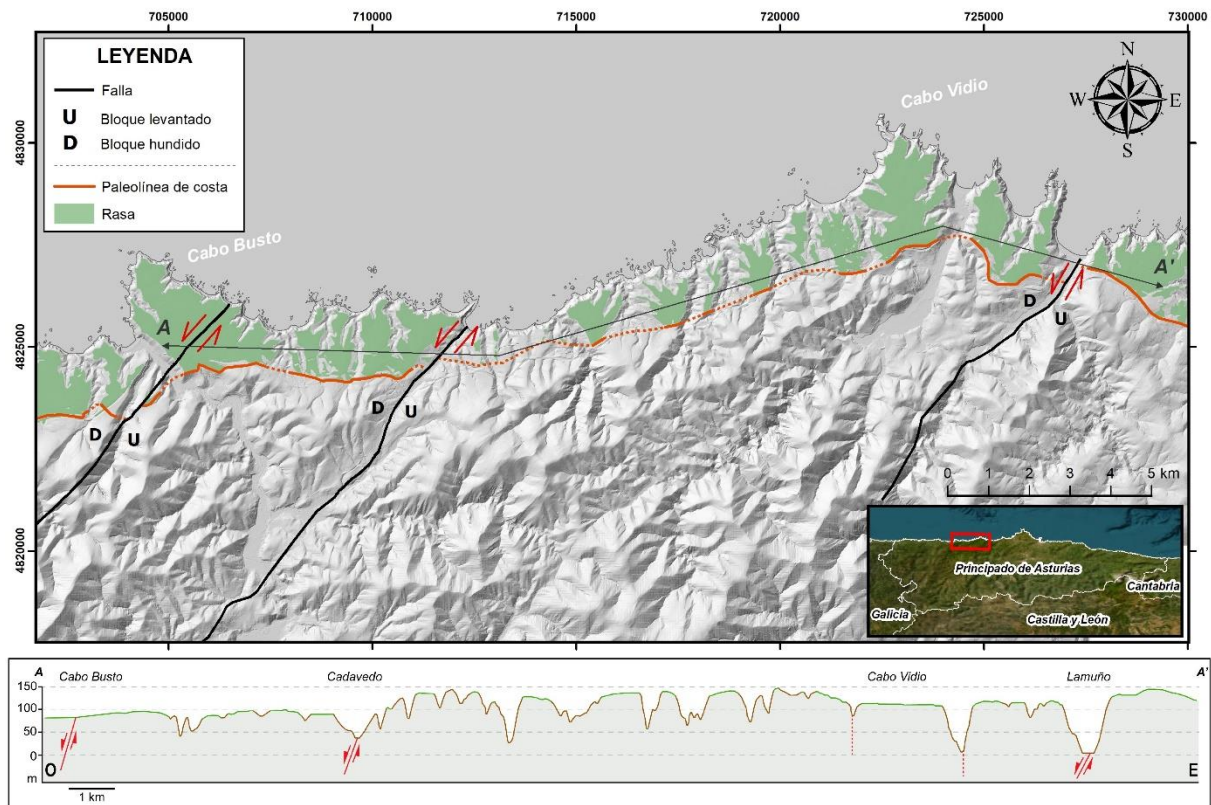 705000 710000 715000 720000 725000 730000
LEYENDA
Falla
U Bloque levantado
D Bloque hundido
Paleolínea de costa
Rasa
N
W E
S
4830000
4825000
4820000
Cabo Vidio
Cabo Busto
A
A'
D U
D U
D U
0 1 2 3 4 5 km
Principado de Asturias
Cantabria
Galicia
Castilla y León
A Cabo Busto Cadavedo Cabo Vidio Lamuño A'
150
100
50
0
m
O E
1 km